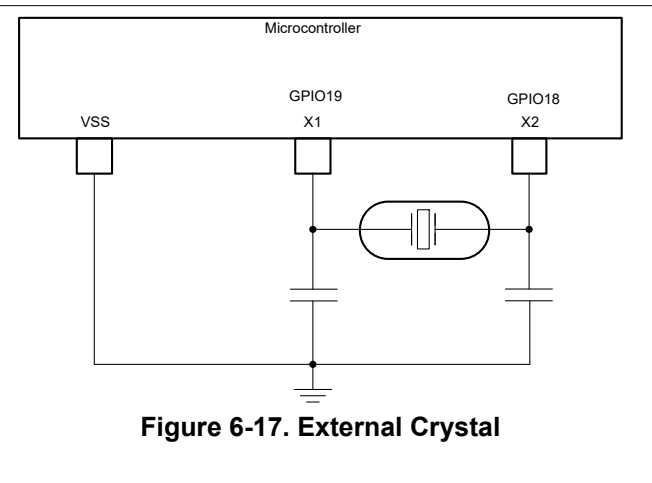 Microcontroller
GPIO19
GPIO18
VSS
X1
X2
Figure 6-17. External Crystal